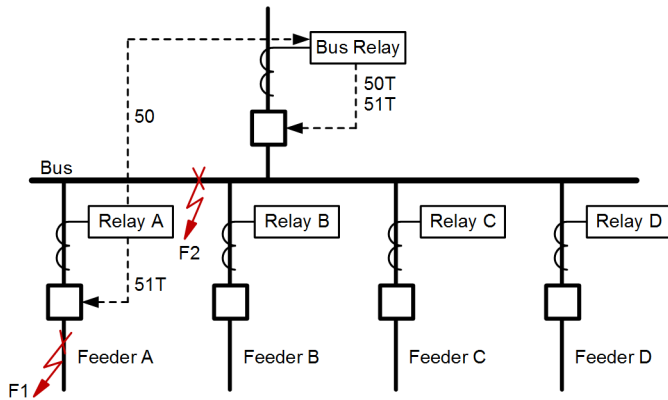 Bus Relay
50T
51T
50
Bus
Relay A
Relay B
Relay C
Relay D
F2
51T
Feeder A
Feeder B
Feeder C
Feeder D
F1